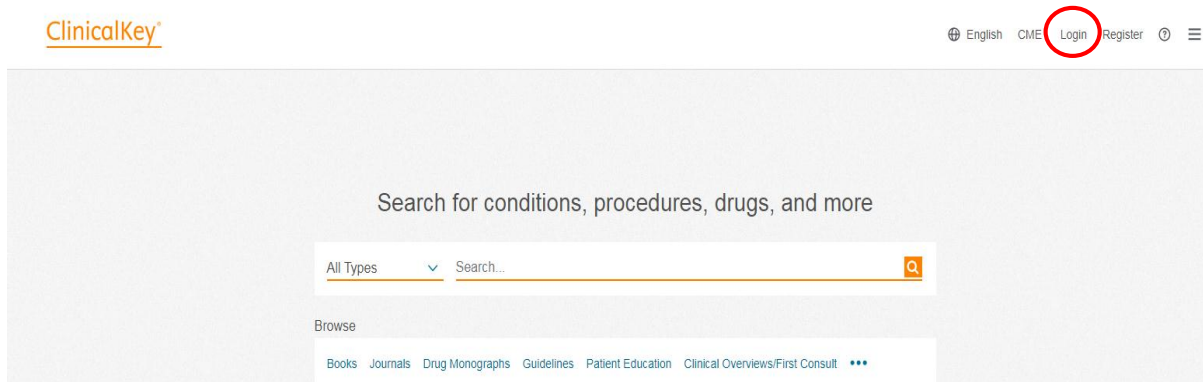 ClinicalKey®
English CME Login Register ?
Search for conditions, procedures, drugs, and more
All Types Search...
Browse
Books Journals Drug Monographs Guidelines Patient Education Clinical Overviews/First Consult •••